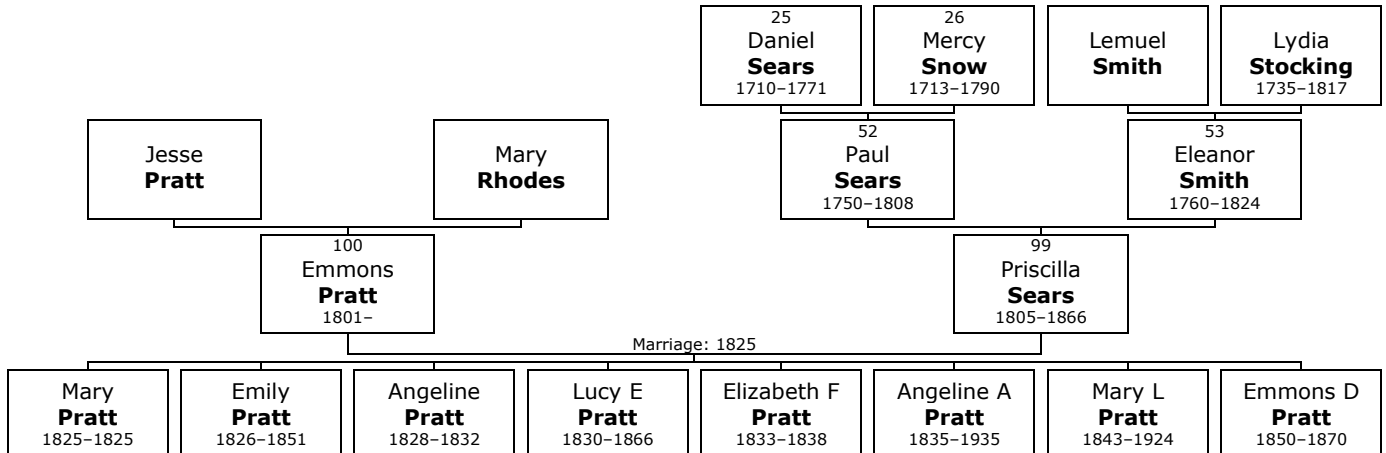 25
Daniel
Sears
1710–1771
26
Mercy
Snow
1713–1790
Lemuel
Smith
Lydia
Stocking
1735–1817
Jesse
Pratt
Mary
Rhodes
52
Paul
Sears
1750–1808
53
Eleanor
Smith
1760–1824
100
Emmons
Pratt
1801–
99
Priscilla
Sears
1805–1866
Marriage: 1825
Mary
Pratt
1825–1825
Emily
Pratt
1826–1851
Angeline
Pratt
1828–1832
Lucy E
Pratt
1830–1866
Elizabeth F
Pratt
1833–1838
Angeline A
Pratt
1835–1935
Mary L
Pratt
1843–1924
Emmons D
Pratt
1850–1870